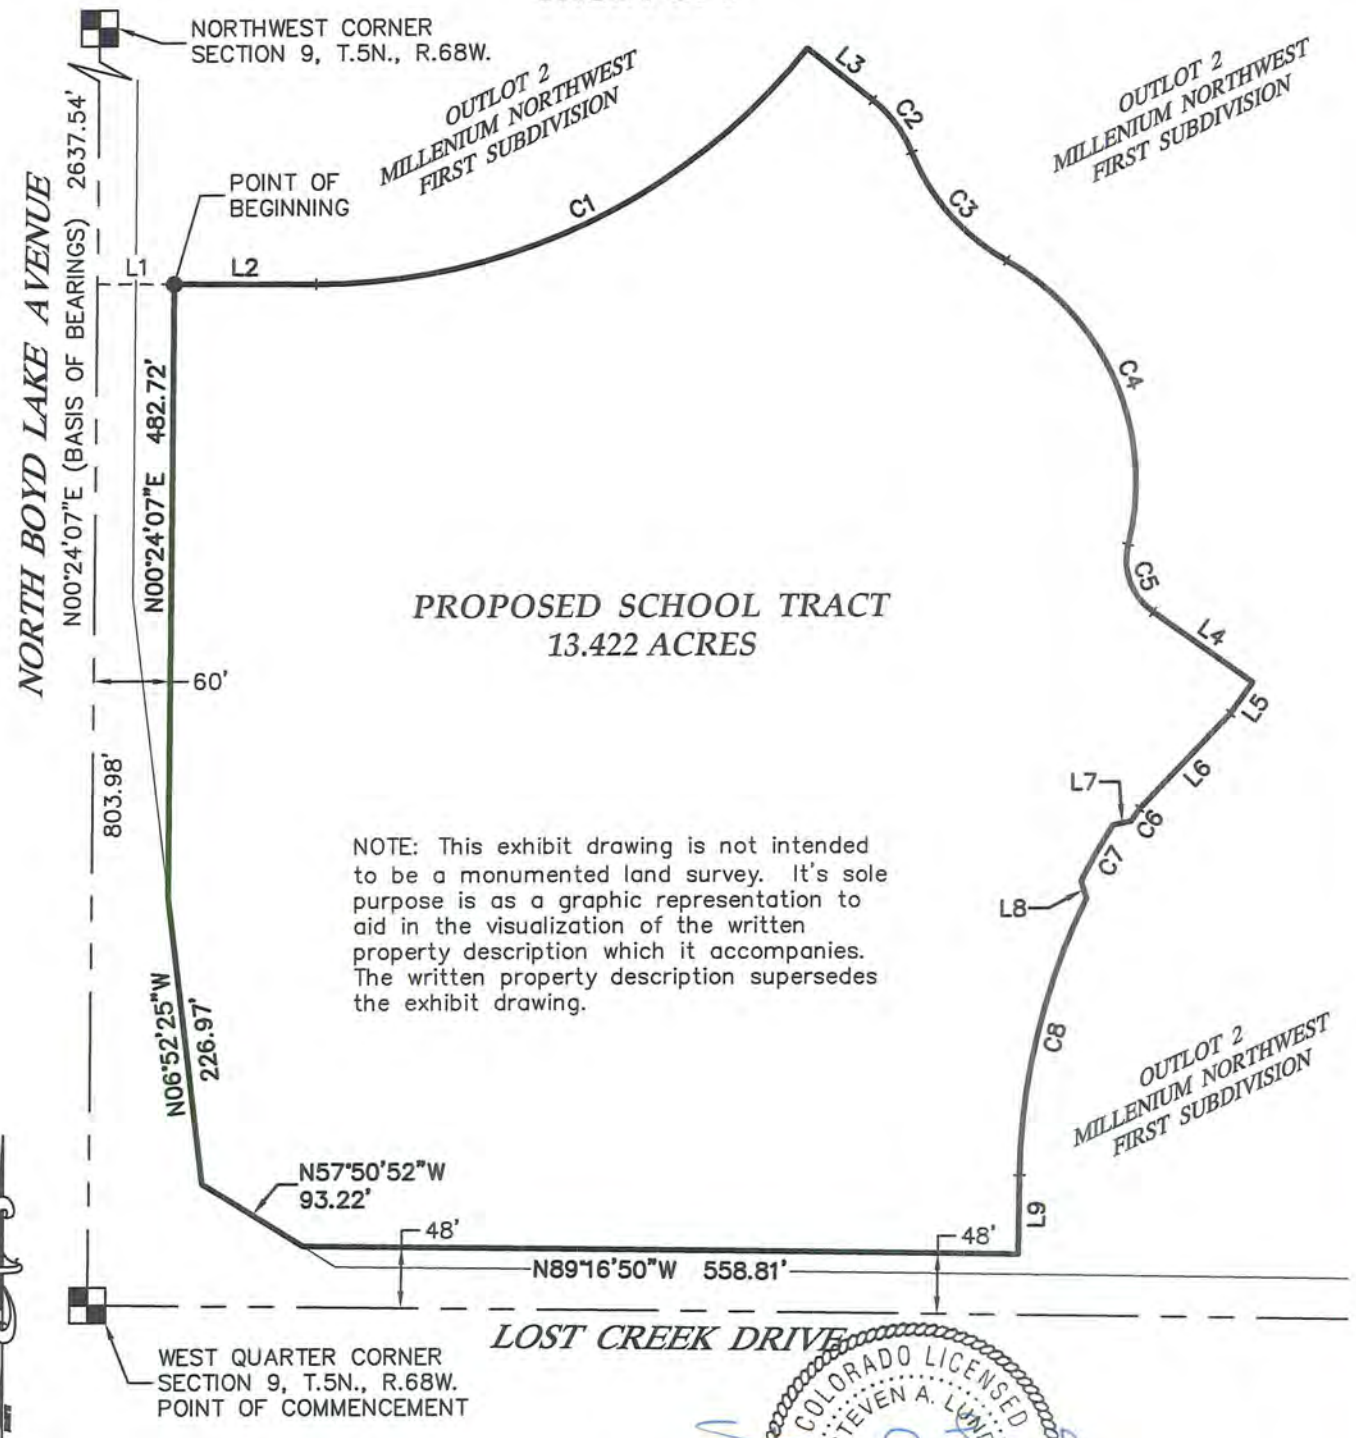 NORTHWEST CORNER
SECTION 9, T.5N., R.68W.
OUTLOT 2
MILLENIUM NORTHWEST
FIRST SUBDIVISION
OUTLOT 2
MILLENIUM NORTHWEST
FIRST SUBDIVISION
L3
C2
C1
C3
POINT OF
BEGINNING
L1
L2
NORTH BOYD LAKE AVENUE
N00°24'07"E (BASIS OF BEARINGS) 2637.54'
N00°24'07"E 482.72'
C4
C5
L4
PROPOSED SCHOOL TRACT
13.422 ACRES
60'
L5
L6
803.98'
L7
C6
C7
L8
NOTE: This exhibit drawing is not intended
to be a monumented land survey. It's sole
purpose is as a graphic representation to
aid in the visualization of the written
property description which it accompanies.
The written property description supersedes
the exhibit drawing.
N06°52'25"W
226.97'
C8
OUTLOT 2
MILLENIUM NORTHWEST
FIRST SUBDIVISION
N57°50'52"W
93.22'
L9
48'
48'
N89°16'50"W 558.81'
LOST CREEK DRIVE
WEST QUARTER CORNER
SECTION 9, T.5N., R.68W.
POINT OF COMMENCEMENT
COLORADO LICENSED
STEVEN A.